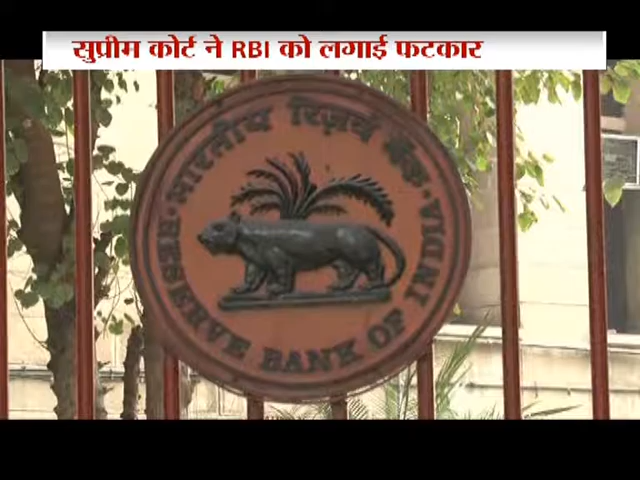 सुप्रीम कोर्ट ने RBI को लगाई फटकार
भारतीय रिज़र्व बैंक
RESERVE BANK OF INDIA